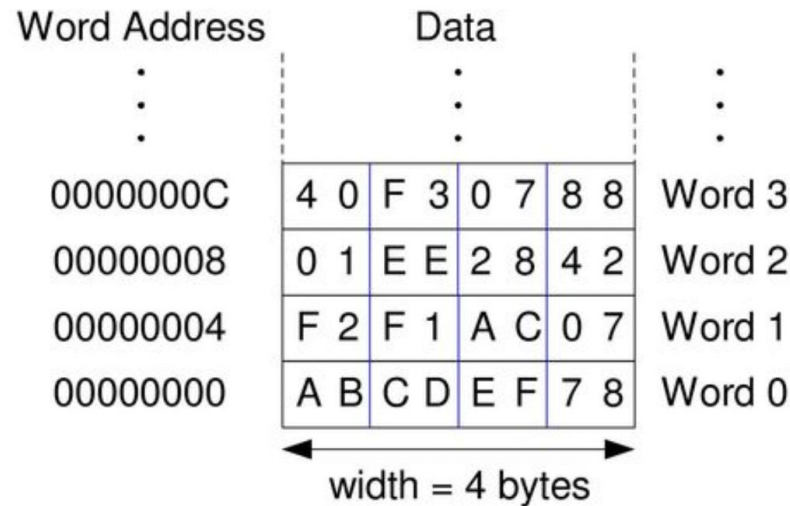 Word Address Data
0000000C 4 0 F 3 0 7 8 8 Word 3
00000008 0 1 E E 2 8 4 2 Word 2
00000004 F 2 F 1 A C 0 7 Word 1
00000000 A B C D E F 7 8 Word 0
width = 4 bytes